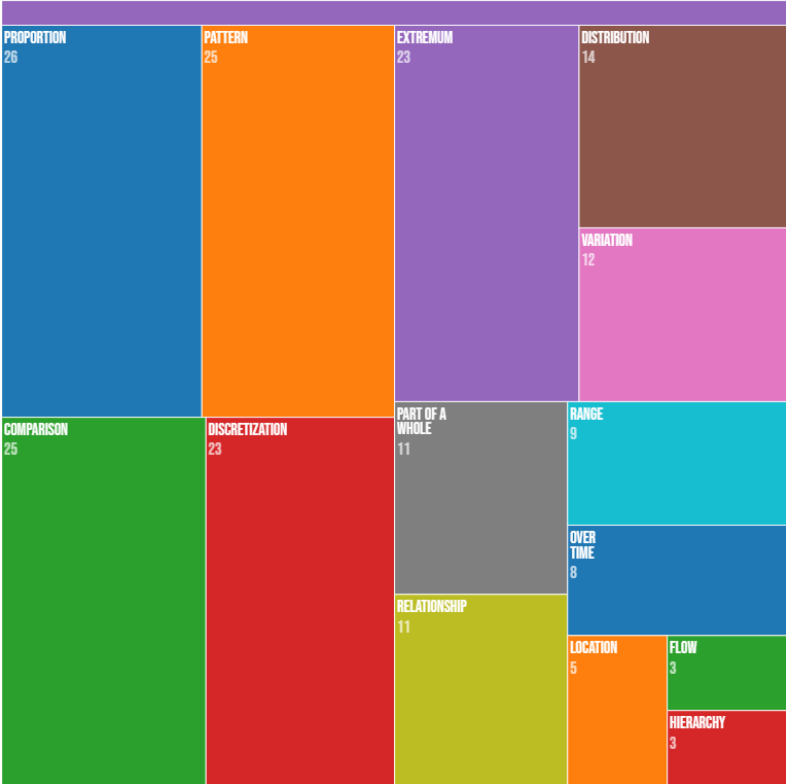 PROPORTION
26
PATTERN
25
EXTREMUM
23
DISTRIBUTION
14
VARIATION
12
COMPARISON
25
DISCRETIZATION
23
PART OF A
WHOLE
11
RANGE
9
OVER
TIME
8
RELATIONSHIP
11
LOCATION
5
FLOW
3
HIERARCHY
3